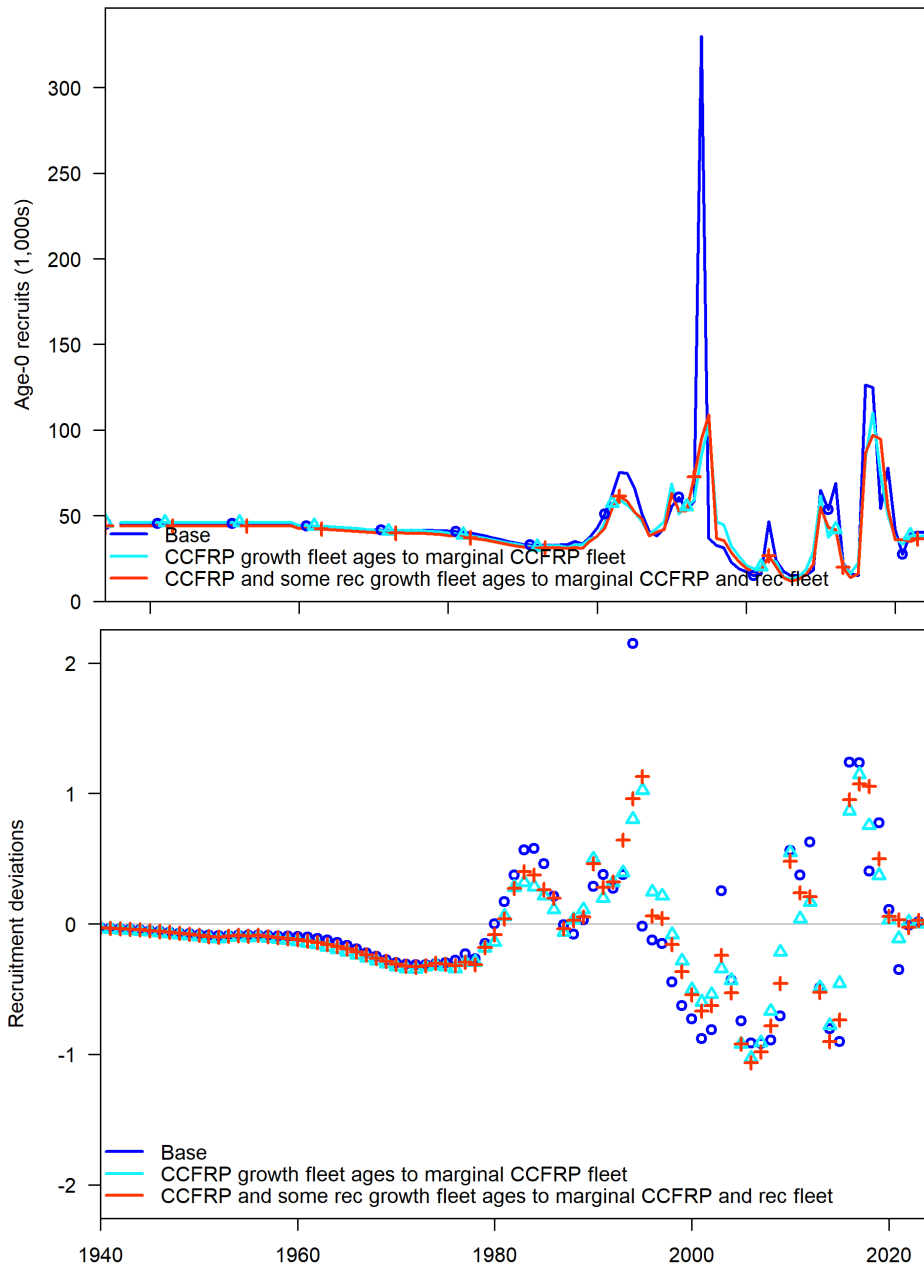 300
250
200
150
100
50
0
Age-0 recruits (1,000s)
Base
CCFRP growth fleet ages to marginal CCFRP fleet
CCFRP and some rec growth fleet ages to marginal CCFRP and rec fleet
2
1
0
-1
-2
Recruitment deviations
Base
CCFRP growth fleet ages to marginal CCFRP fleet
CCFRP and some rec growth fleet ages to marginal CCFRP and rec fleet
1940 1960 1980 2000 2020